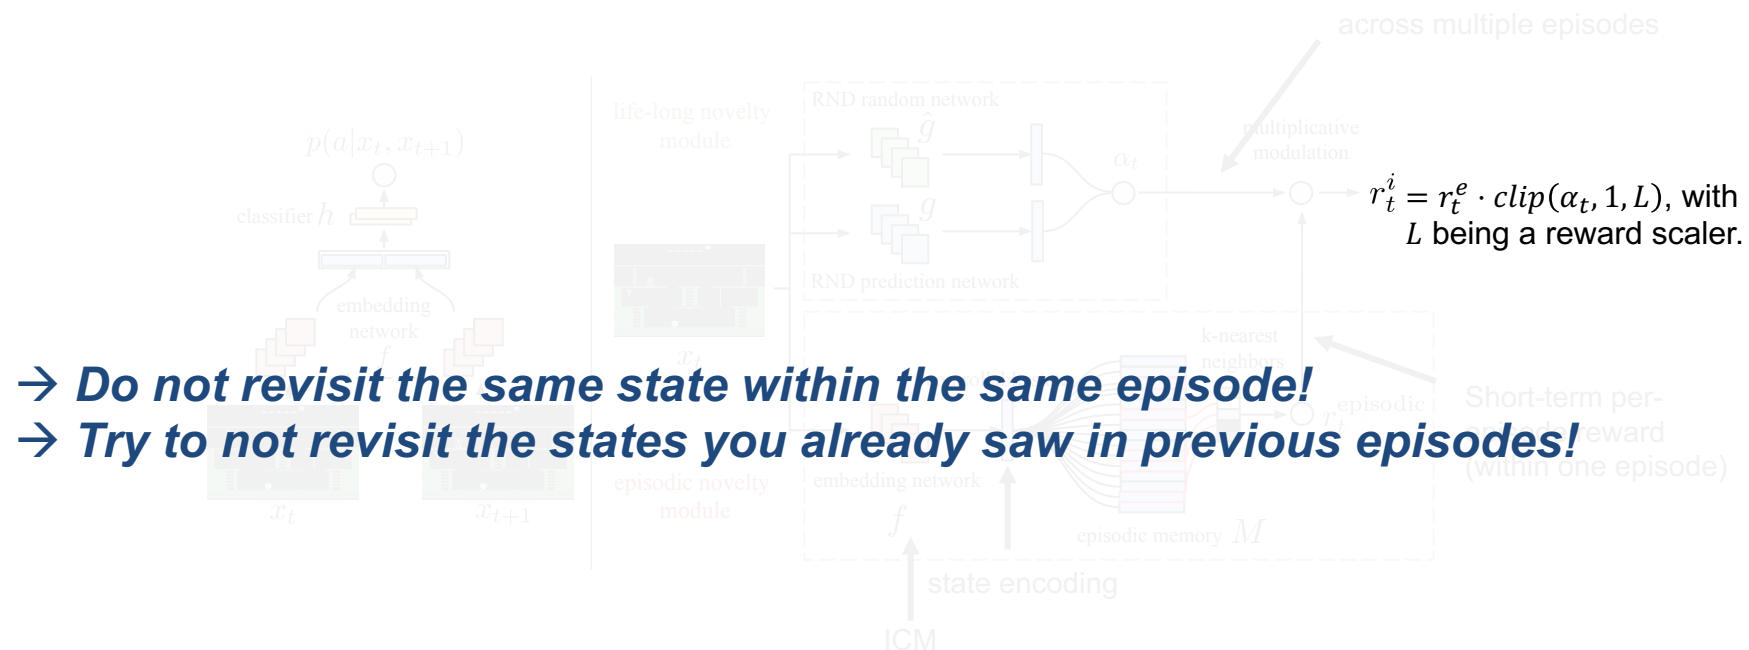 across multiple episodes
RND random network
life-long novelty
module
ĝ
multiplicative
modulation
p(a|x_t, x_{t+1})
α_t
r_t^i = r_t^e · clip(α_t, 1, L), with
L being a reward scaler.
classifier h
g
RND prediction network
embedding
network
f
k-nearest
neighbors
x_t
→ Do not revisit the same state within the same episode!
Short-term per-
episode reward
(within one episode)
r_t^episodic
→ Try to not revisit the states you already saw in previous episodes!
episodic novelty
module
embedding network
f
x_t
x_{t+1}
episodic memory M
state encoding
ICM